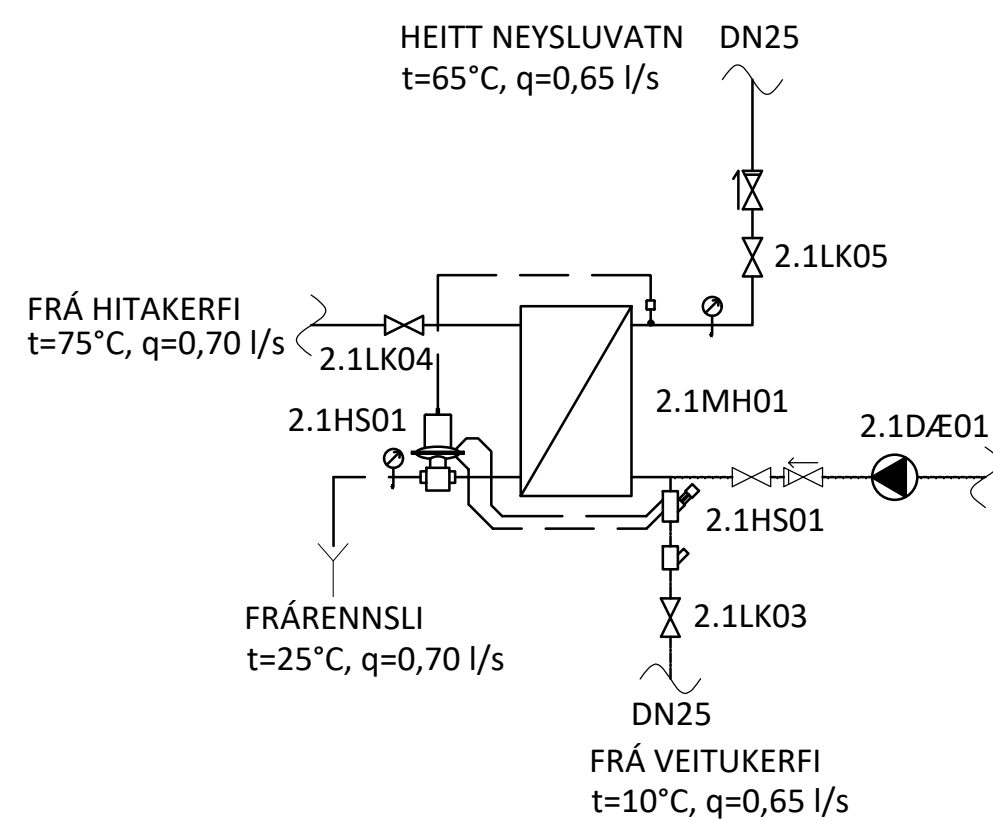 HEITT NEYSLUVATN DN25
t=65°C, q=0,65 l/s
2.1LK05
FRÁ HITAKERFI
t=75°C, q=0,70 l/s
2.1LK04
2.1MH01
2.1HS01
2.1DÆ01
2.1HS01
FRÁRENNSLI
t=25°C, q=0,70 l/s
2.1LK03
DN25
FRÁ VEITUKERFI
t=10°C, q=0,65 l/s